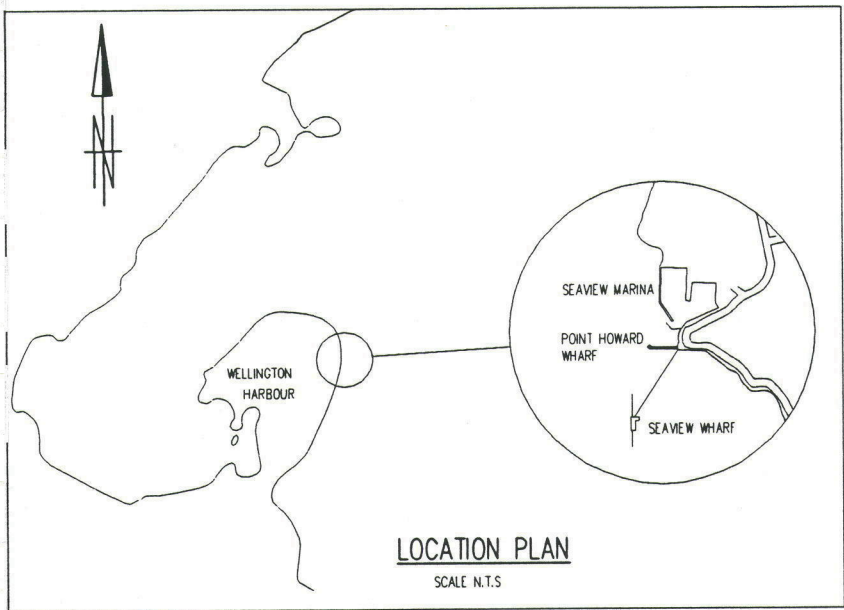 N
WELLINGTON
HARBOUR
SEAVIEW MARINA
POINT HOWARD
WHARF
SEAVIEW WHARF
LOCATION PLAN
SCALE N.T.S